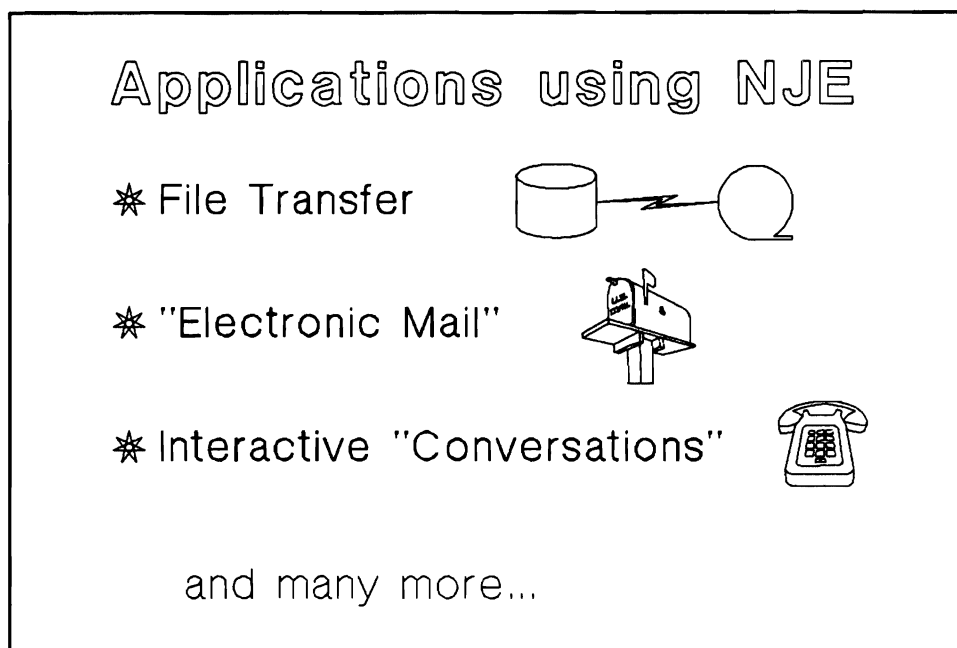 Applications using NJE
* File Transfer
* "Electronic Mail"
* Interactive "Conversations"
and many more...